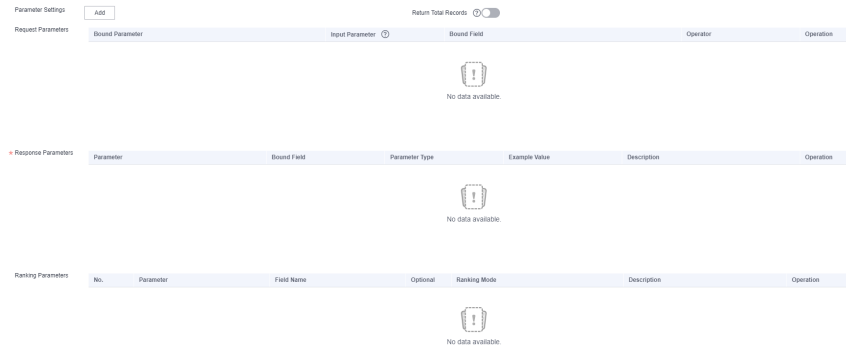 Parameter Settings Add Return Total Records ?
Request Parameters
Bound Parameter Input Parameter ? Bound Field Operator Operation
No data available.
* Response Parameters
Parameter Bound Field Parameter Type Example Value Description Operation
No data available.
Ranking Parameters
No. Parameter Field Name Optional Ranking Mode Description Operation
No data available.